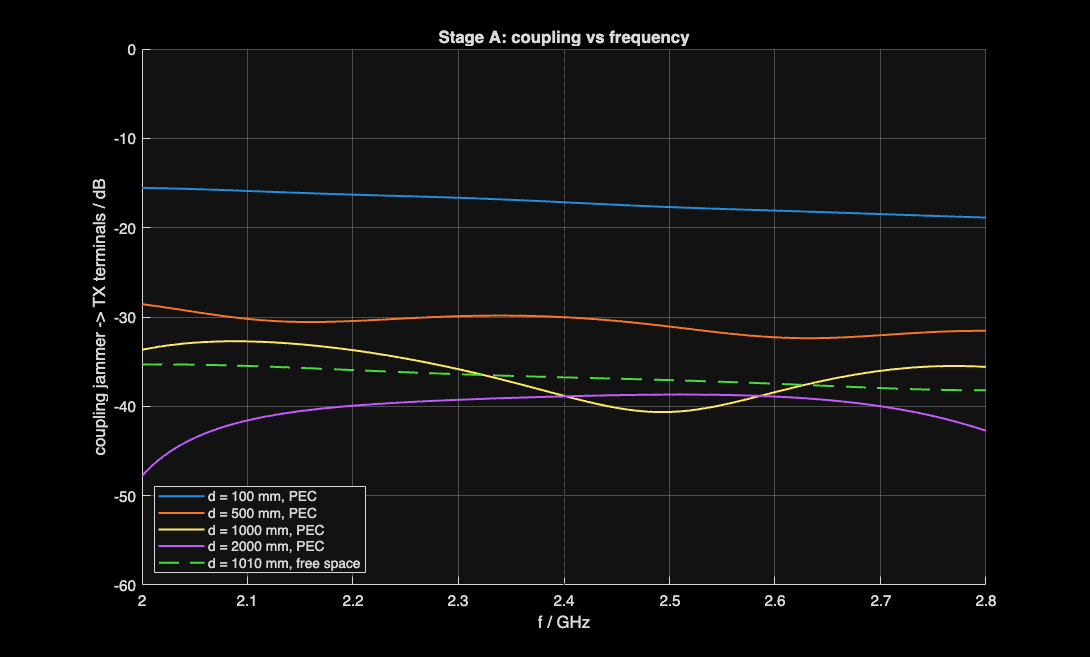 Stage A: coupling vs frequency
0
-10
-20
-30
-40
-50
-60
coupling jammer -> TX terminals / dB
d = 100 mm, PEC
d = 500 mm, PEC
d = 1000 mm, PEC
d = 2000 mm, PEC
d = 1010 mm, free space
2 2.1 2.2 2.3 2.4 2.5 2.6 2.7 2.8
f / GHz